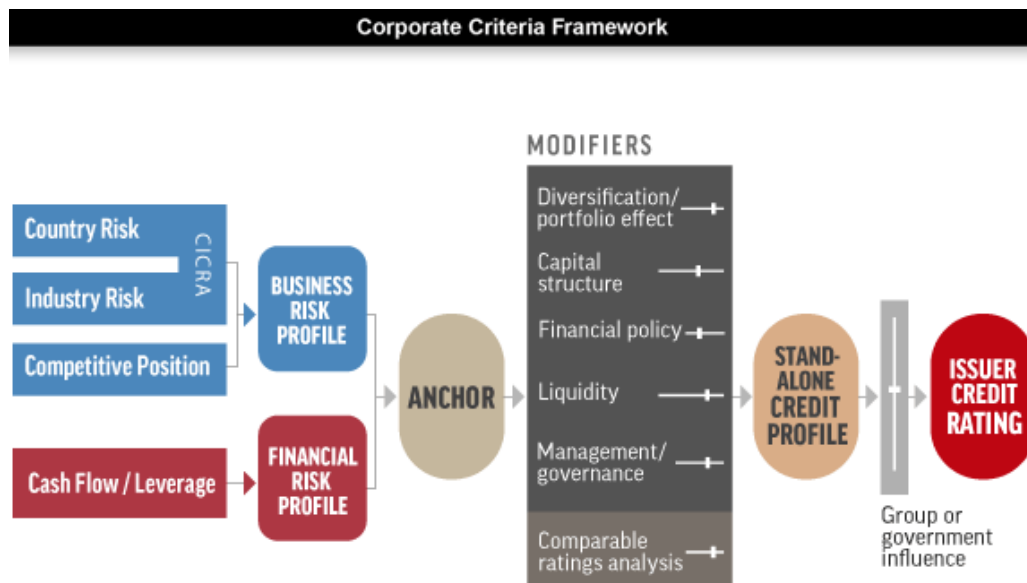 Corporate Criteria Framework
MODIFIERS
Country Risk
Industry Risk
CICRA
Competitive Position
Cash Flow / Leverage
BUSINESS
RISK
PROFILE
FINANCIAL
RISK
PROFILE
ANCHOR
Diversification/
portfolio effect
Capital
structure
Financial policy
Liquidity
Management/
governance
Comparable
ratings analysis
STAND-
ALONE
CREDIT
PROFILE
Group or
government
influence
ISSUER
CREDIT
RATING